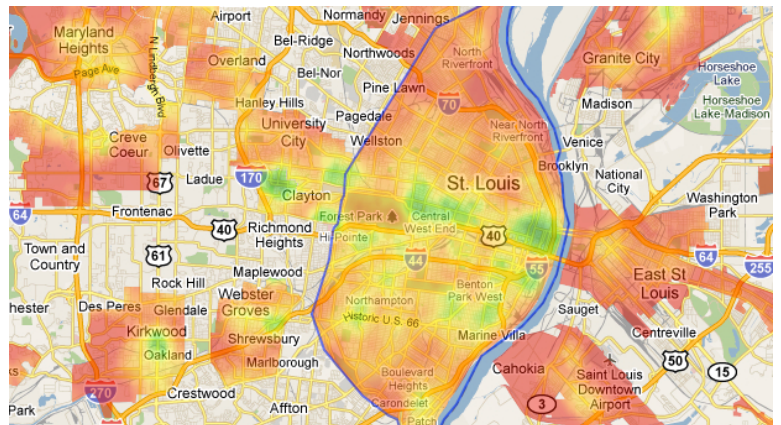 Airport
Normandy
Jennings
Maryland
Heights
N Lindbergh Blvd
Bel-Ridge
Northwoods
North
Riverfront
Granite City
Overland
Page Ave
Bel-Nor
Pine Lawn
Horseshoe
Lake
Hanley Hills
Pagedale
70
Madison
Horseshoe
Lake-Madison
University
City
Near North
Riverfront
Creve
Coeur
Olivette
Wellston
Venice
Brooklyn
170
67
Ladue
Clayton
St. Louis
National
City
Washington
Park
64
Frontenac
40
Forest Park
Central
West End
40
Richmond
Heights
Hi-Pointe
Town and
Country
61
64
255
44
55
East St
Louis
Rock Hill
Maplewood
Benton
Park West
hester
Des Peres
Glendale
Webster
Groves
Northampton
Sauget
Historic U.S. 66
Kirkwood
Oakland
Shrewsbury
Marine Villa
Centreville
Marlborough
50
15
ks
270
Crestwood
Boulevard
Heights
Cahokia
Saint Louis
Downtown
Airport
Park
Affton
Carondelet
Patch
3